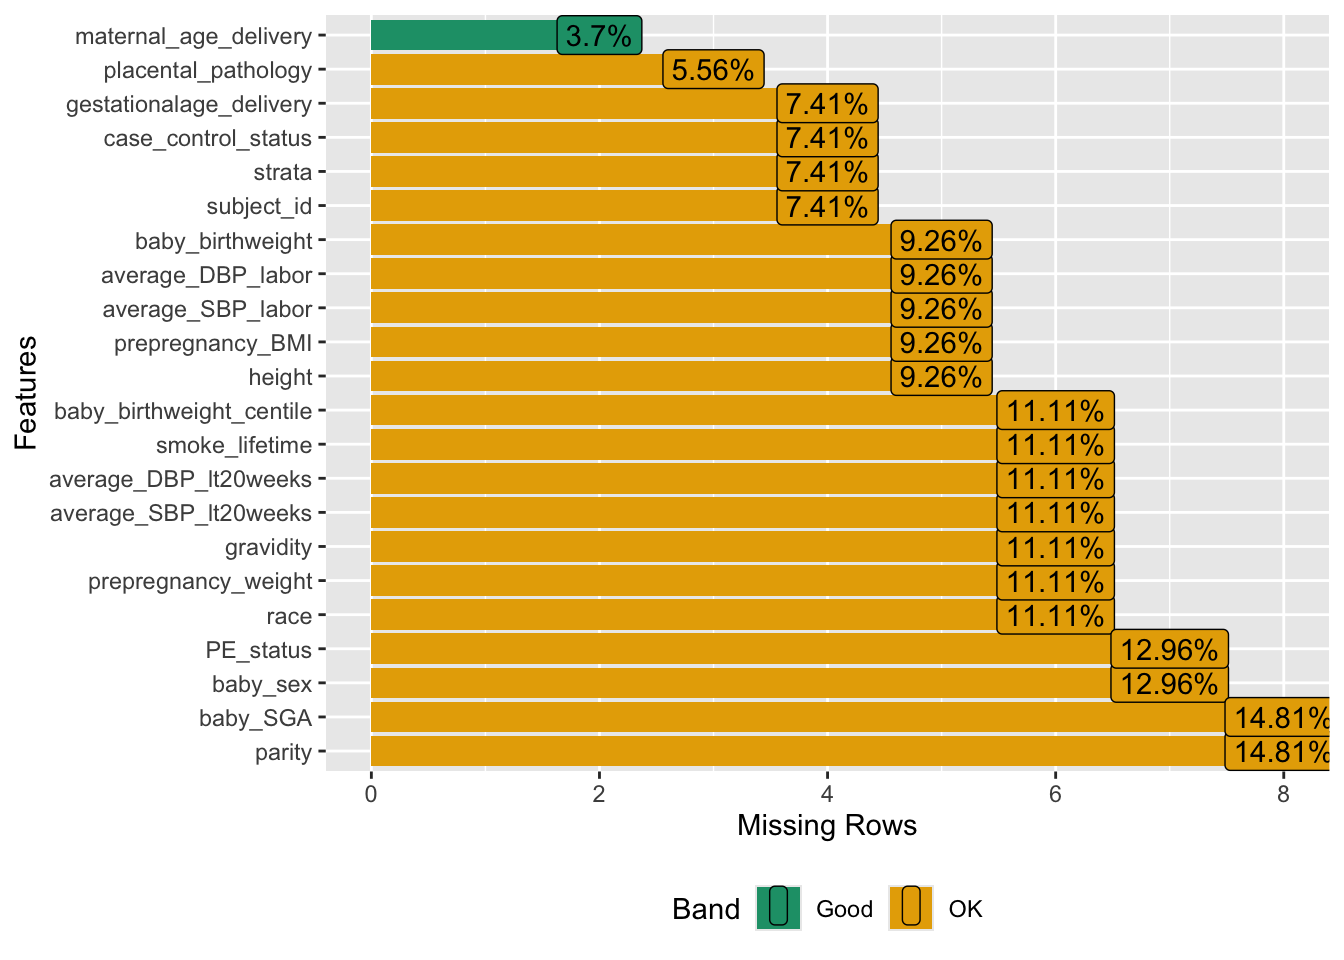 maternal_age_delivery 3.7%
placental_pathology 5.56%
gestationalage_delivery 7.41%
case_control_status 7.41%
strata 7.41%
subject_id 7.41%
baby_birthweight 9.26%
average_DBP_labor 9.26%
average_SBP_labor 9.26%
prepregnancy_BMI 9.26%
height 9.26%
baby_birthweight_centile 11.11%
smoke_lifetime 11.11%
average_DBP_lt20weeks 11.11%
average_SBP_lt20weeks 11.11%
gravidity 11.11%
prepregnancy_weight 11.11%
race 11.11%
PE_status 12.96%
baby_sex 12.96%
baby_SGA 14.81%
parity 14.81%
Features
0 2 4 6 8
Missing Rows
Band Good OK